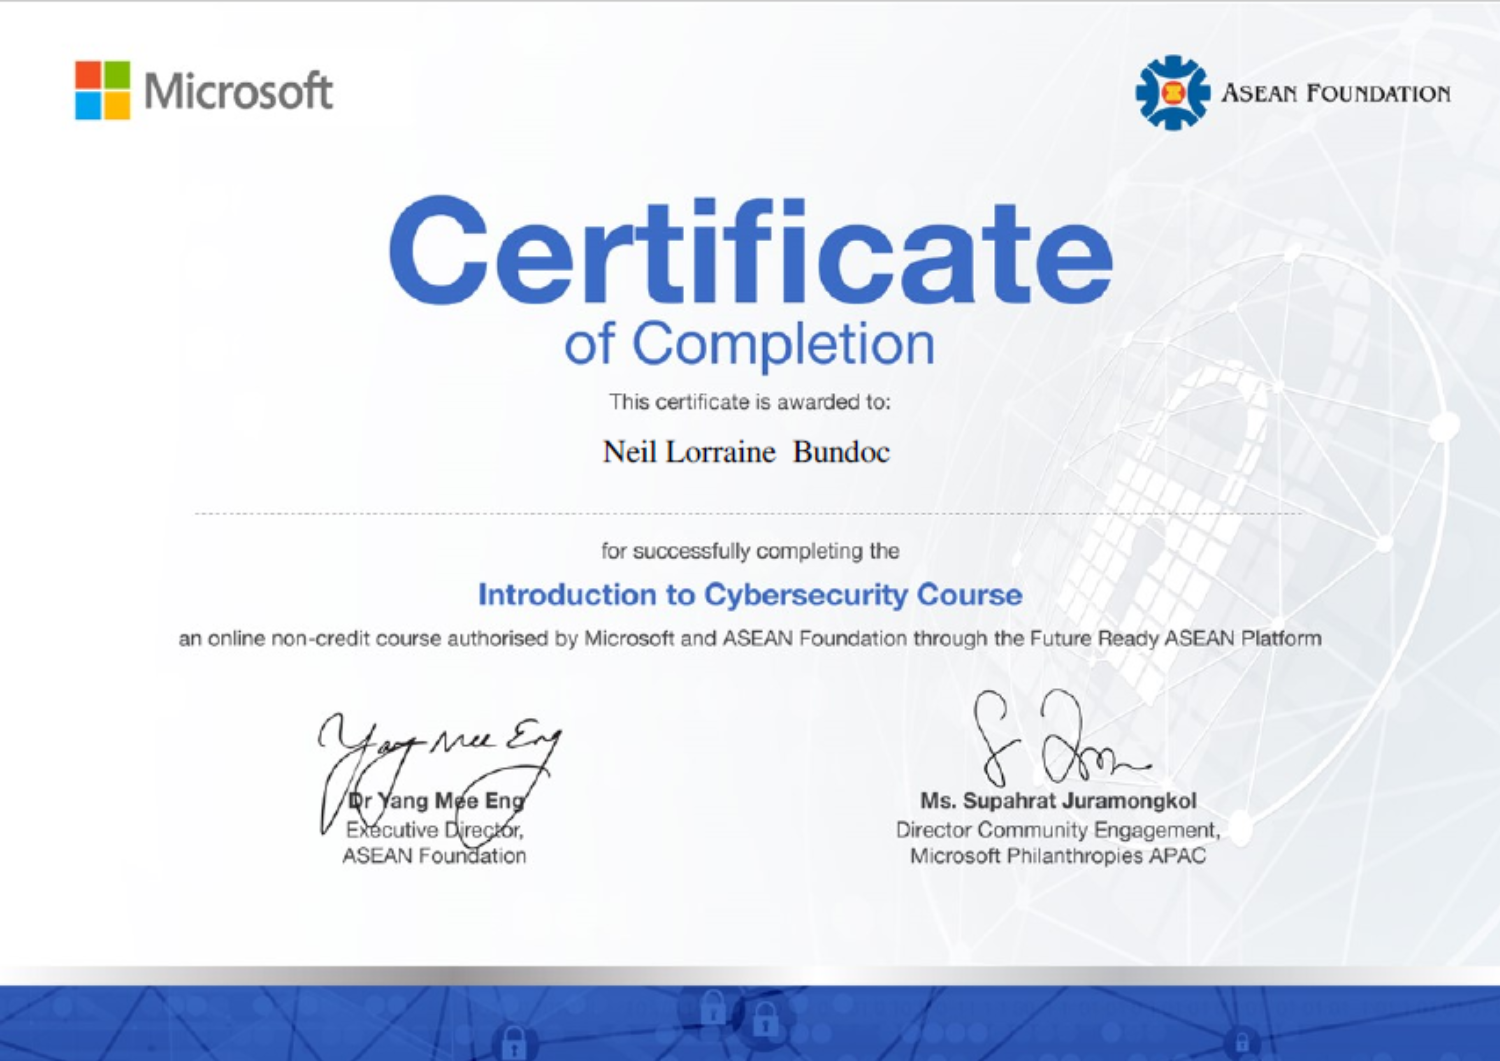 Microsoft
ASEAN FOUNDATION
Certificate
of Completion
This certificate is awarded to:
Neil Lorraine Bundoc
for successfully completing the
Introduction to Cybersecurity Course
an online non-credit course authorised by Microsoft and ASEAN Foundation through the Future Ready ASEAN Platform
Yang Mee Eng
Dr Yang Mee Eng
Executive Director,
ASEAN Foundation
Ms. Supahrat Juramongkol
Director Community Engagement,
Microsoft Philanthropies APAC